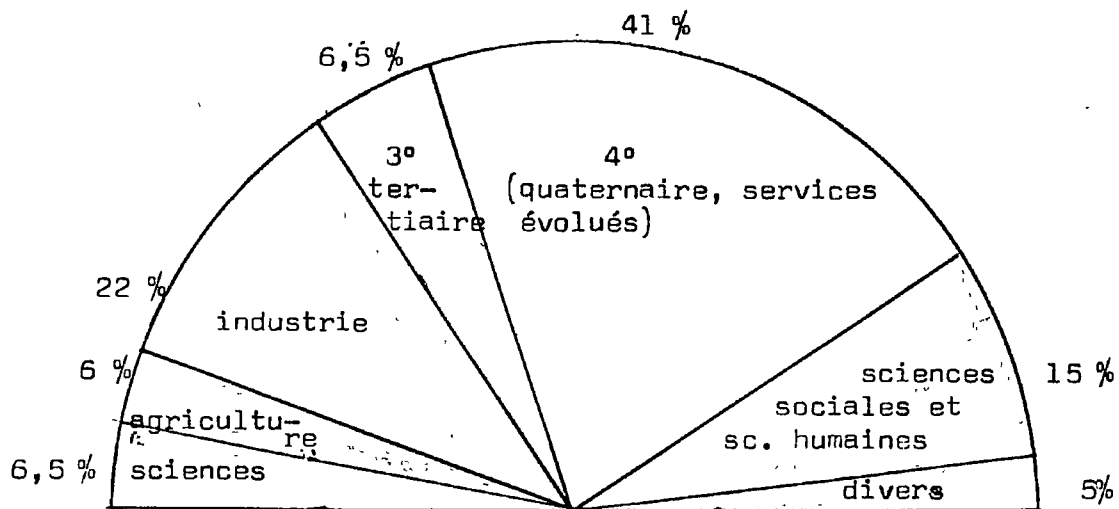 41 %
6,5 %
3° 4°
ter- (quaternaire, services
tiaire évolués)
22 %
industrie
6 %
sciences 15 %
sociales et
agricultu-
re sc. humaines
6,5 % sciences
divers 5%